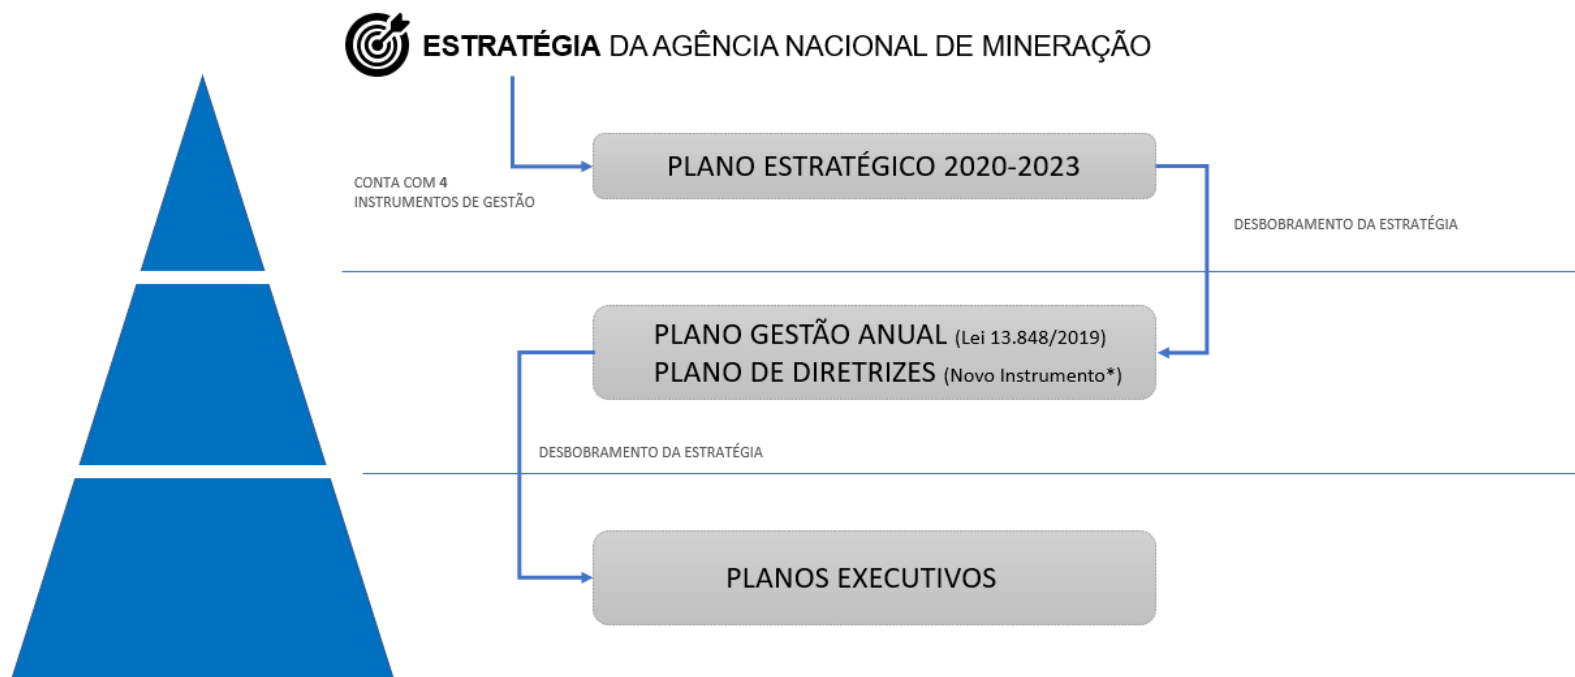 ESTRATÉGIA DA AGÊNCIA NACIONAL DE MINERAÇÃO
PLANO ESTRATÉGICO 2020-2023
CONTA COM 4
INSTRUMENTOS DE GESTÃO
DESBOBRAMENTO DA ESTRATÉGIA
PLANO GESTÃO ANUAL (Lei 13.848/2019)
PLANO DE DIRETRIZES (Novo Instrumento*)
DESBOBRAMENTO DA ESTRATÉGIA
PLANOS EXECUTIVOS